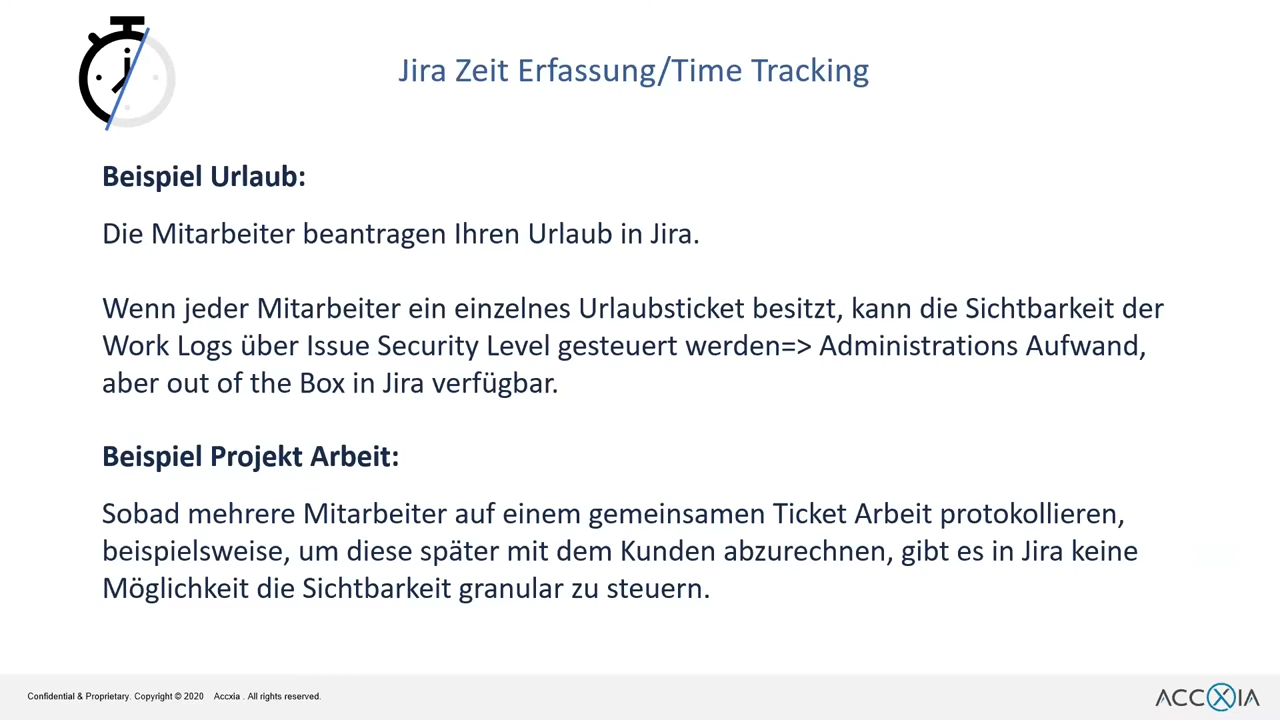 Jira Zeit Erfassung/Time Tracking
Beispiel Urlaub:
Die Mitarbeiter beantragen Ihren Urlaub in Jira.
Wenn jeder Mitarbeiter ein einzelnes Urlaubsticket besitzt, kann die Sichtbarkeit der
Work Logs über Issue Security Level gesteuert werden=> Administrations Aufwand,
aber out of the Box in Jira verfügbar.
Beispiel Projekt Arbeit:
Sobad mehrere Mitarbeiter auf einem gemeinsamen Ticket Arbeit protokollieren,
beispielsweise, um diese später mit dem Kunden abzurechnen, gibt es in Jira keine
Möglichkeit die Sichtbarkeit granular zu steuern.
Confidential & Proprietary. Copyright © 2020 Accxia . All rights reserved.
ACCXIA